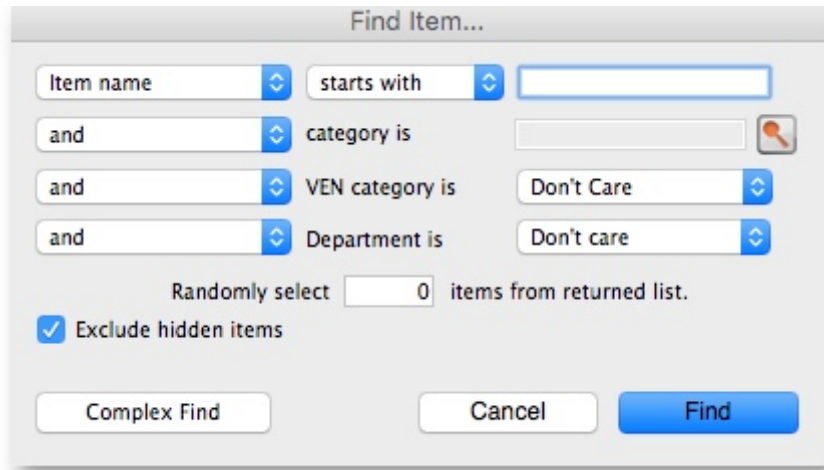 Find Item...
Item name starts with
and category is
and VEN category is Don't Care
and Department is Don't care
Randomly select 0 items from returned list.
Exclude hidden items
Complex Find Cancel Find